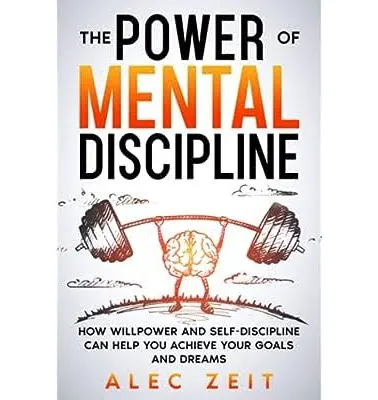 THE POWER OF
MENTAL
DISCIPLINE
HOW WILLPOWER AND SELF-DISCIPLINE
CAN HELP YOU ACHIEVE YOUR GOALS
AND DREAMS
ALEC ZEIT